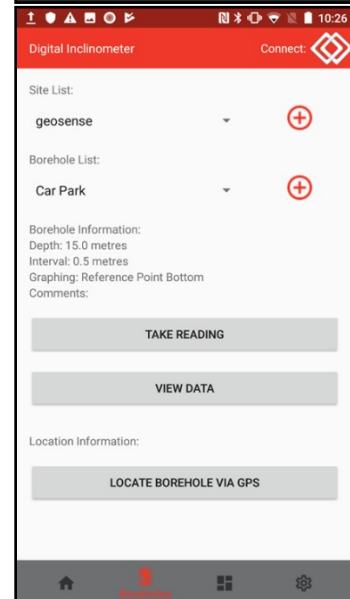 10:26
Digital Inclinometer
Connect:
Site List:
geosense
Borehole List:
Car Park
Borehole Information:
Depth: 15.0 metres
Interval: 0.5 metres
Graphing: Reference Point Bottom
Comments:
TAKE READING
VIEW DATA
Location Information:
LOCATE BOREHOLE VIA GPS